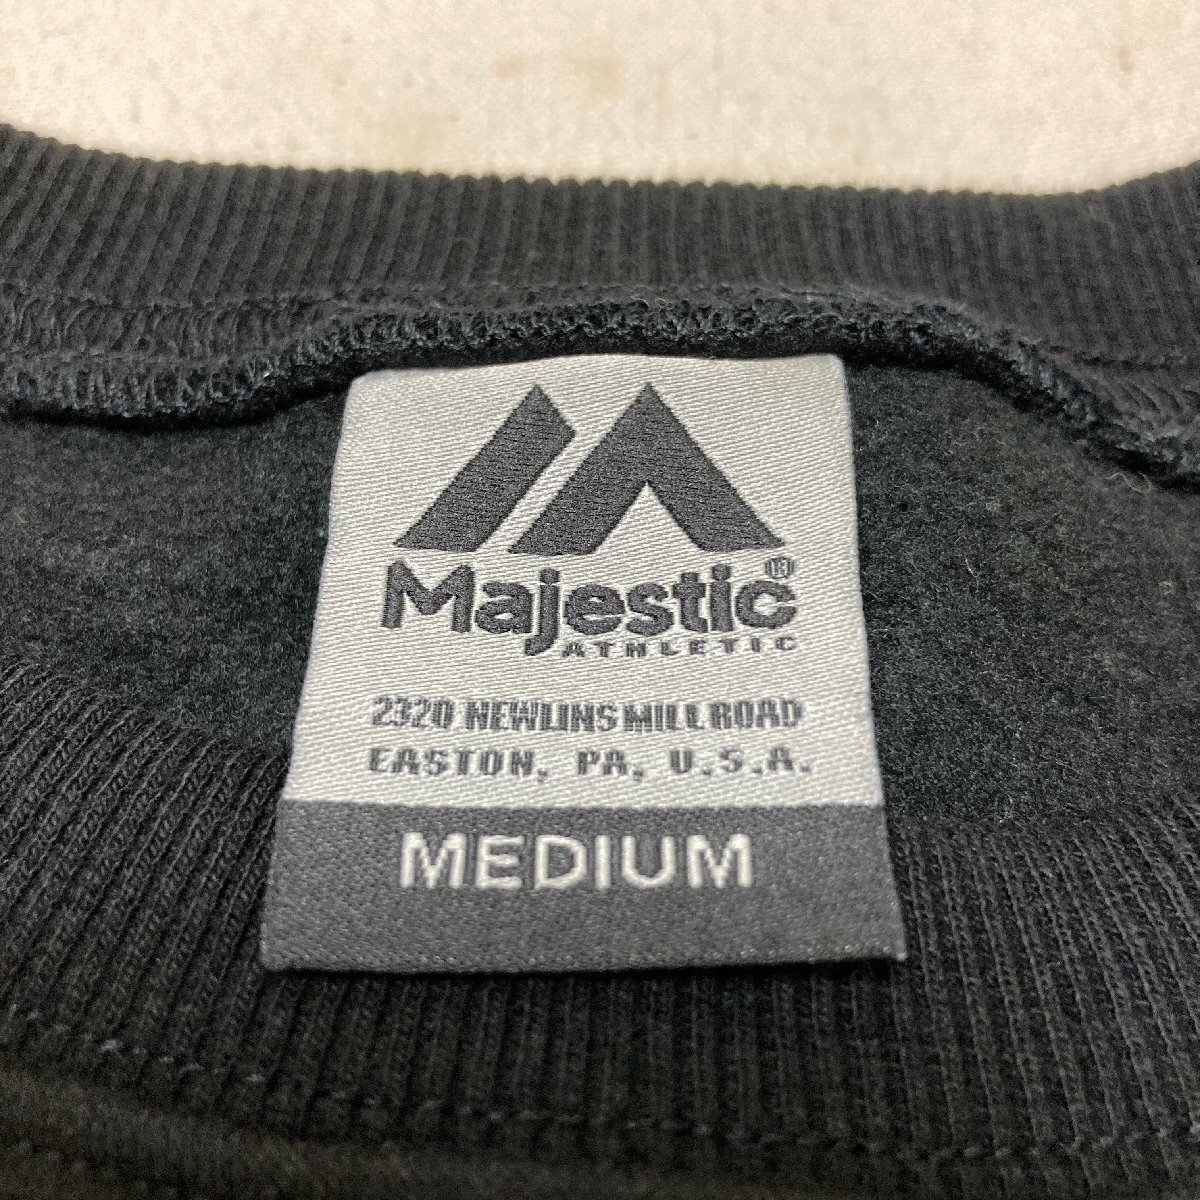 Majestic®
ATHLETIC
2320 NEWLINS MILL ROAD
EASTON, PA, U.S.A.
MEDIUM